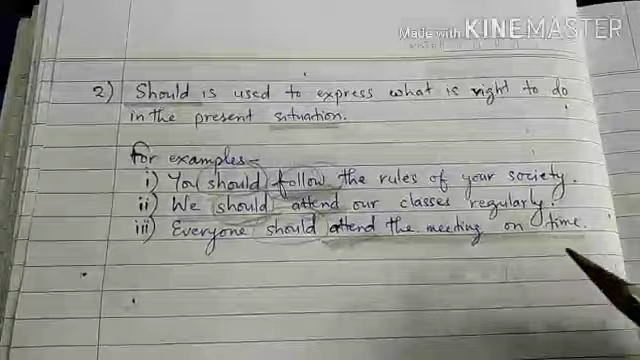 Made with KINEMASTER
2) Should is used to express what is right to do
in the present situation.
For examples-
i) You should follow the rules of your society.
ii) We should attend our classes regularly.
iii) Everyone should attend the meeting on time.